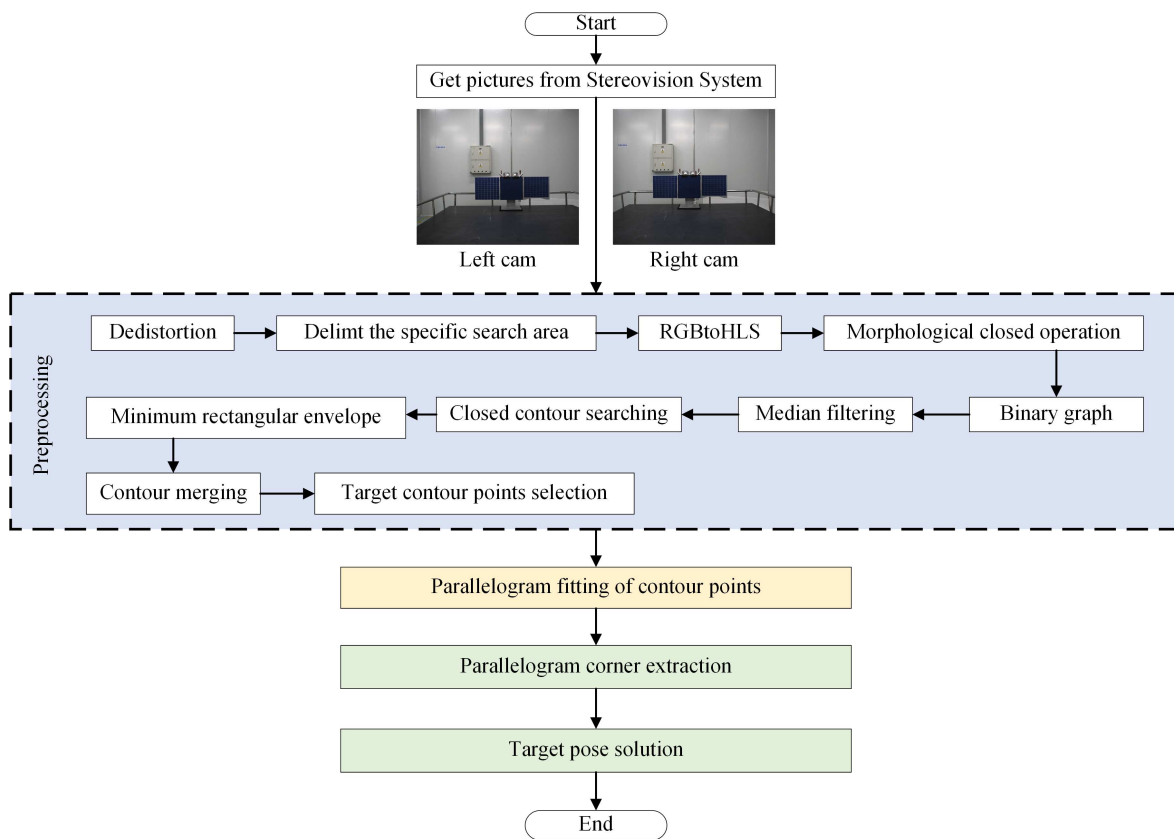 Start
Get pictures from Stereovision System
Left cam
Right cam
Preprocessing
Dedistortion
Delimt the specific search area
RGBtoHLS
Morphological closed operation
Binary graph
Median filtering
Closed contour searching
Minimum rectangular envelope
Contour merging
Target contour points selection
Parallelogram fitting of contour points
Parallelogram corner extraction
Target pose solution
End